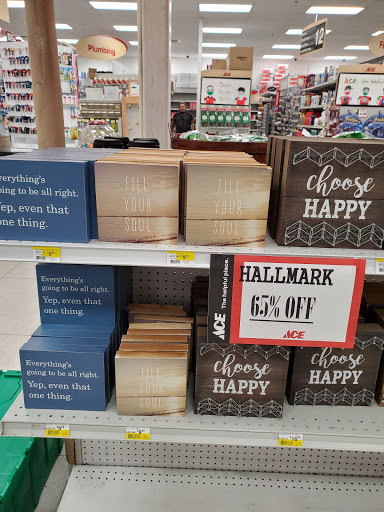 Plumbing
12
Everything's
going to be all right.
Yep, even that
one thing.
FILL
YOUR
SOUL
FILL
YOUR
SOUL
choose
HAPPY
Everything's
going to be all right.
Yep, even that
one thing.
Everything's
going to be all right.
Yep, even that
one thing.
FILL
YOUR
SOUL
choose
HAPPY
choose
HAPPY
ACE The helpful place.
HALLMARK
65% OFF
ACE